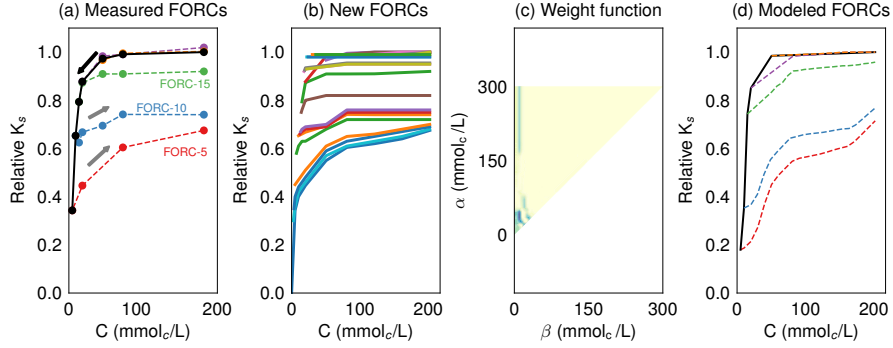 (a) Measured FORCs
(b) New FORCs
(c) Weight function
(d) Modeled FORCs
Relative Kₛ
1.0
0.8
0.6
0.4
0.2
0.0
FORC-15
FORC-10
FORC-5
0
100
200
C (mmol_c/L)
Relative Kₛ
1.0
0.8
0.6
0.4
0.2
0.0
0
100
200
C (mmol_c/L)
α (mmol_c/L)
300
150
0
0
150
300
β (mmol_c/L)
Relative Kₛ
1.0
0.8
0.6
0.4
0.2
0.0
0
100
200
C (mmol_c/L)